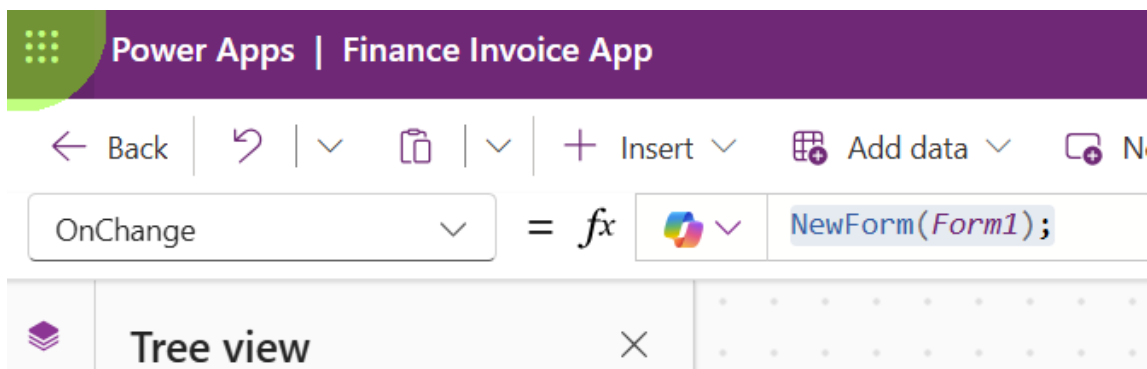 Power Apps | Finance Invoice App
Back Insert Add data
OnChange = fx NewForm(Form1);
Tree view